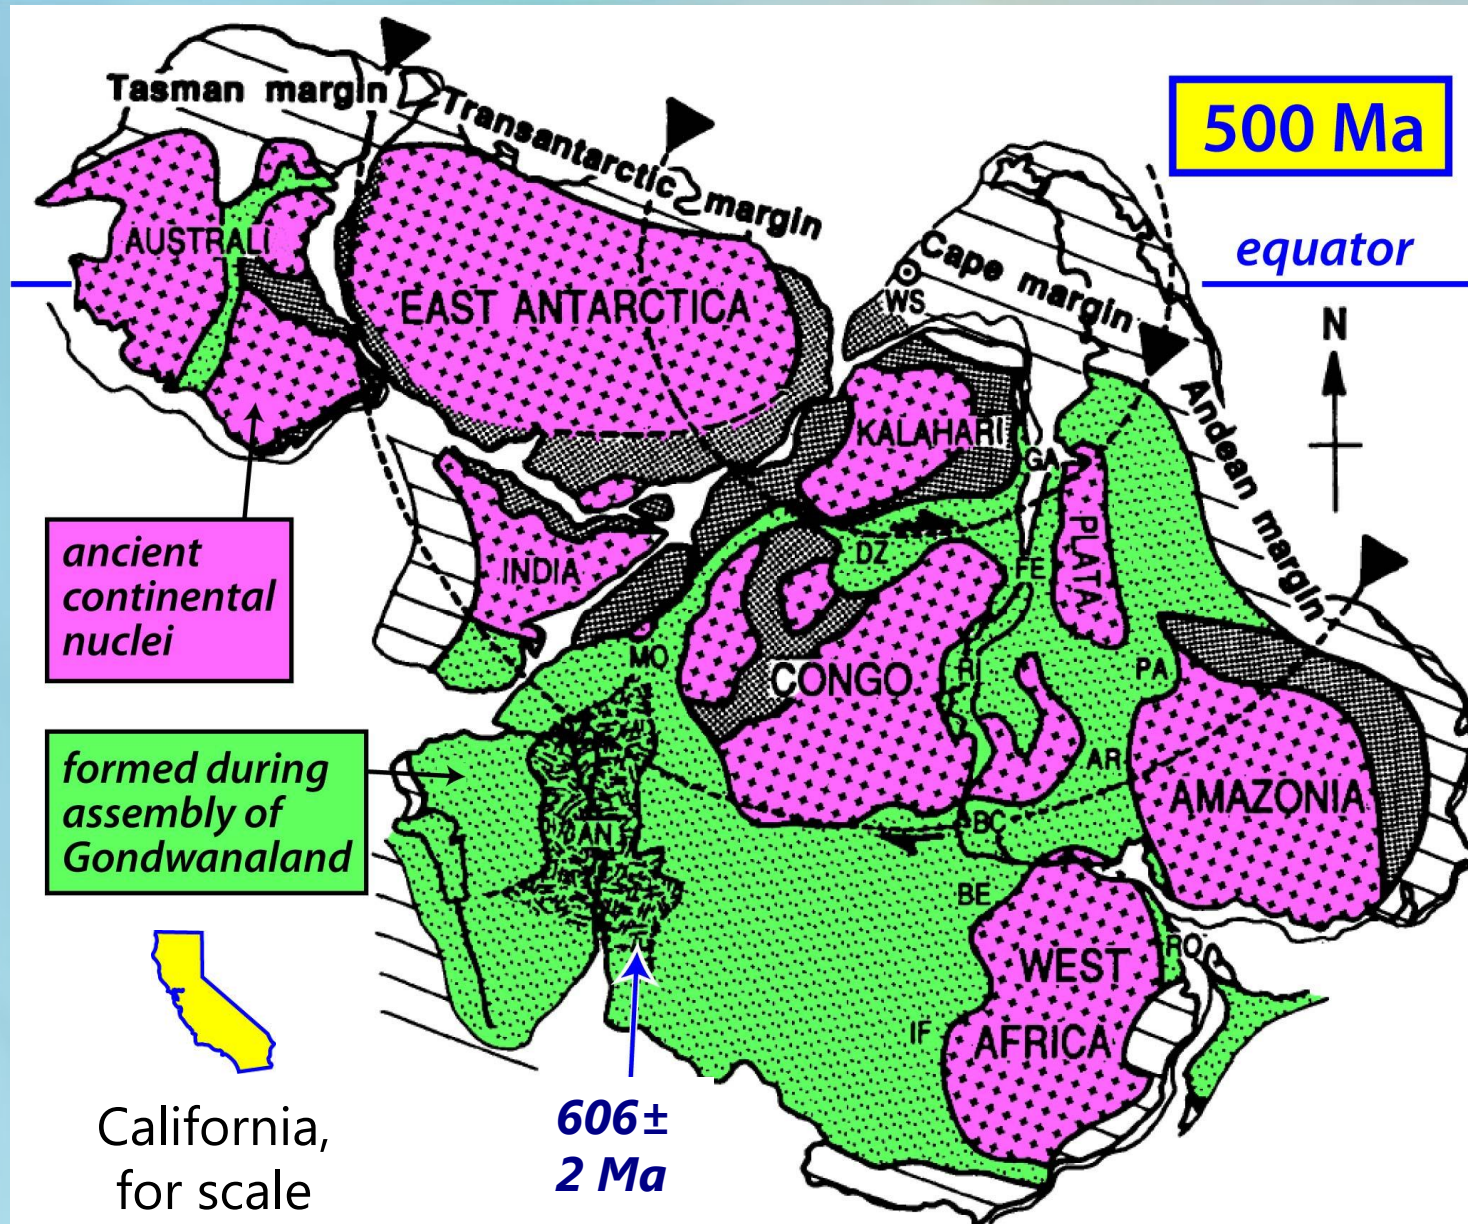 Tasman margin
Transantarctic margin
500 Ma
equator
N
AUSTRALI
EAST ANTARCTICA
WS
Cape margin
Andean margin
KALAHARI
GA
PLATA
ancient
continental
nuclei
INDIA
DZ
FE
MO
CONGO
RI
PA
formed during
assembly of
Gondwanaland
AR
AMAZONIA
AN
BC
BE
WEST
AFRICA
RO
IF
606±
2 Ma
California,
for scale